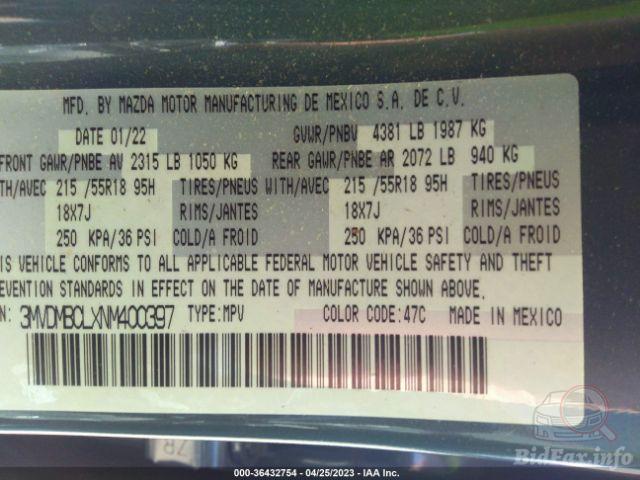 MFD. BY MAZDA MOTOR MANUFACTURING DE MEXICO S.A. DE C.V.
DATE 01/22 GVWR/PNBV 4381 LB 1987 KG
FRONT GAWR/PNBE AV 2315 LB 1050 KG REAR GAWR/PNBE AR 2072 LB 940 KG
ITH/AVEC 215 /55R18 95H TIRES/PNEUS WITH/AVEC 215 /55R18 95H TIRES/PNEUS
18X7J RIMS/JANTES 18X7J RIMS/JANTES
250 KPA/36 PSI COLD/A FROID 250 KPA/36 PSI COLD/A FROID
IS VEHICLE CONFORMS TO ALL APPLICABLE FEDERAL MOTOR VEHICLE SAFETY AND THEFT
EVENTION STANDARDS IN EFFECT ON THE DATE OF MANUFACTURE SHOWN ABOVE.
N: 3MVDMBCLXNM400397 TYPE:MPV COLOR CODE:47C MADE IN MEXICO
7R
000-36432754 - 04/25/2023 - IAA Inc.
BidFax.info